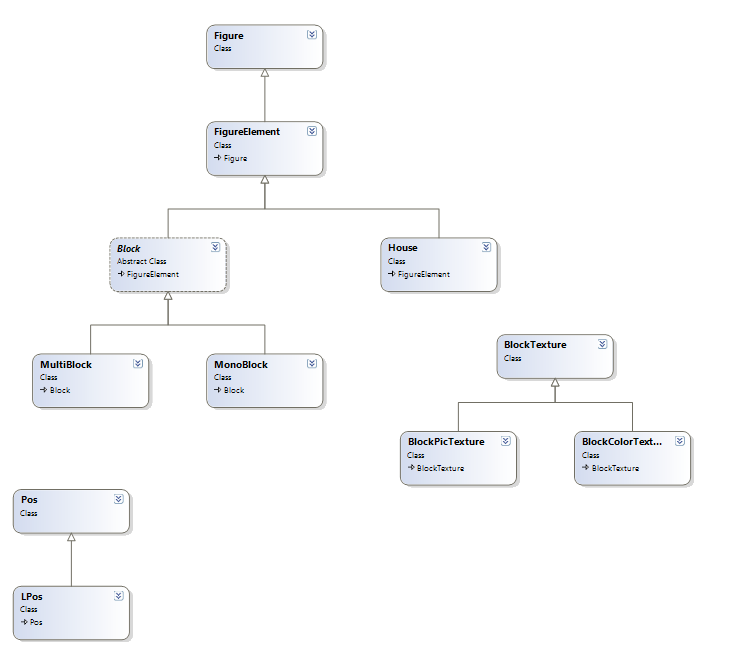 Figure
Class
FigureElement
Class
Figure
Block
Abstract Class
FigureElement
House
Class
FigureElement
MultiBlock
Class
Block
MonoBlock
Class
Block
BlockTexture
Class
BlockPicTexture
Class
BlockTexture
BlockColorText...
Class
BlockTexture
Pos
Class
LPos
Class
Pos